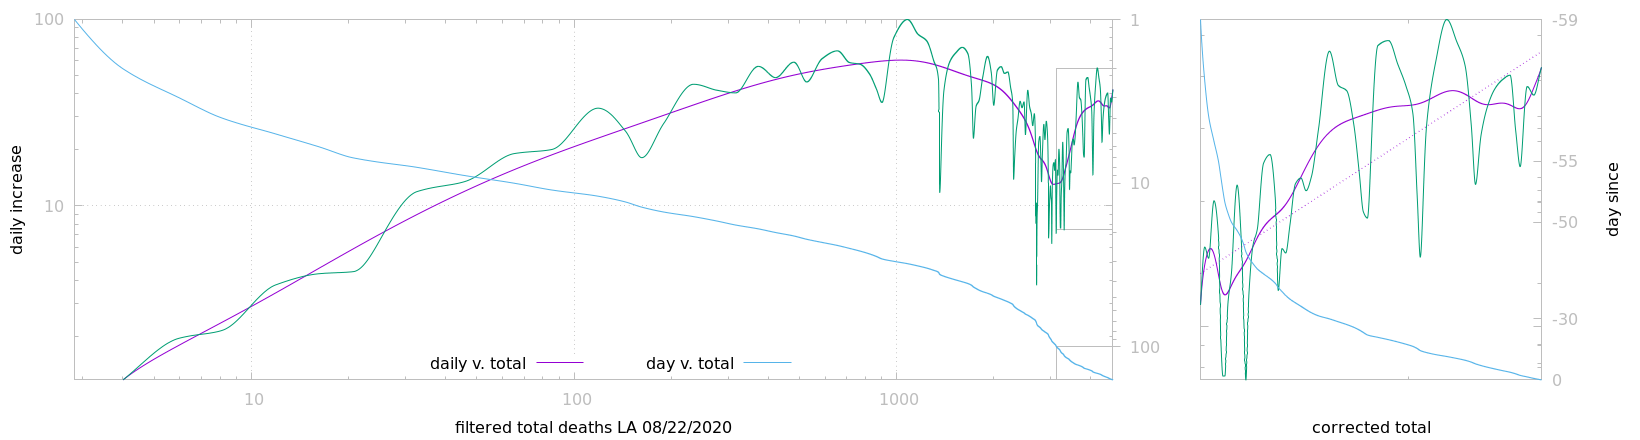 100
10
daily increase
10
100
1000
filtered total deaths LA 08/22/2020
daily v. total
day v. total
1
10
100
-59
-55
-50
-30
0
day since
corrected total